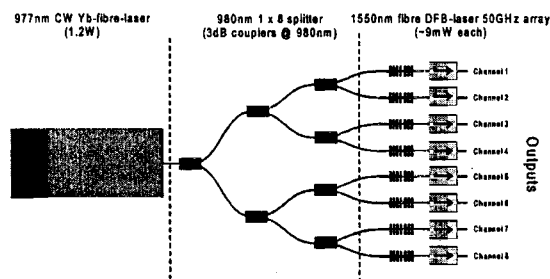 977nm CW Yb-fibre-laser
(1.2W)
980nm 1 x 8 splitter
(3dB couplers @ 980nm)
1550nm fibre DFB-laser 50GHz array
(~9mW each)
Channel 1
Channel 2
Channel 3
Channel 4
Channel 5
Channel 6
Channel 7
Channel 8
Outputs